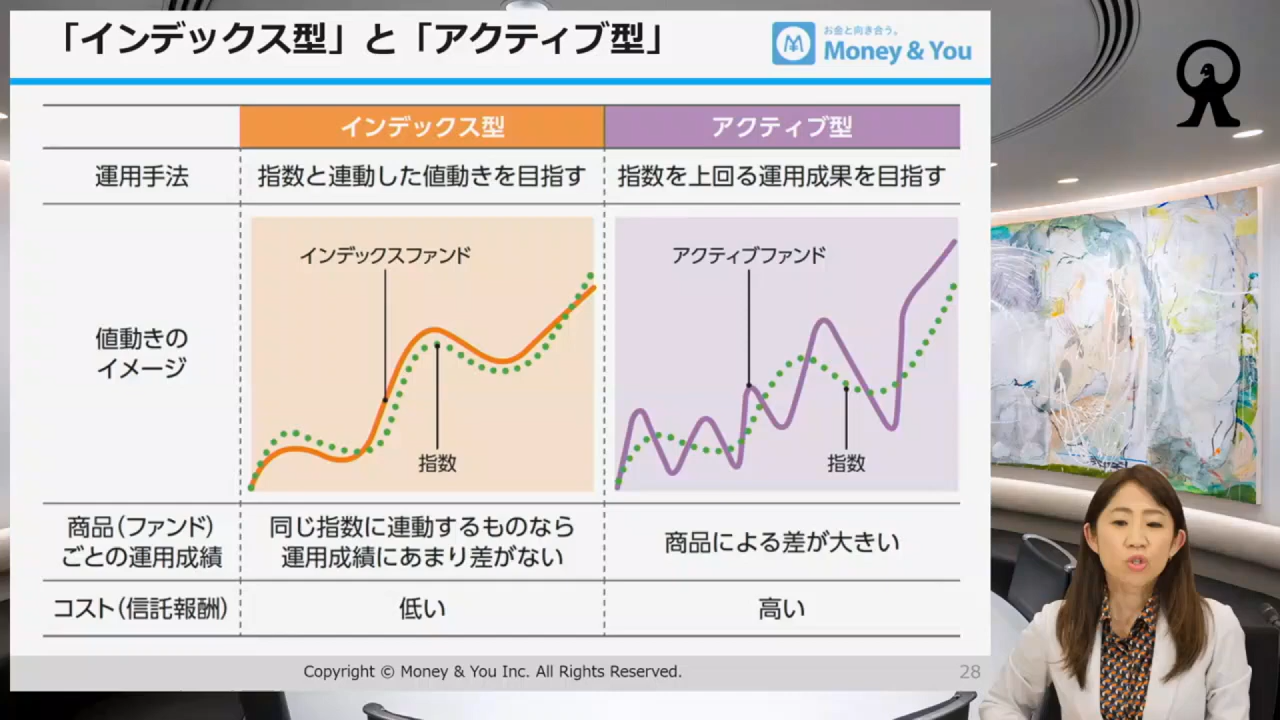 「インデックス型」と「アクティブ型」
お金と向き合う。
Money & You
インデックス型
アクティブ型
運用手法
指数と連動した値動きを目指す
指数を上回る運用成果を目指す
値動きの
イメージ
インデックスファンド
指数
アクティブファンド
指数
商品(ファンド)
ごとの運用成績
同じ指数に連動するものなら
運用成績にあまり差がない
商品による差が大きい
コスト(信託報酬)
低い
高い
Copyright © Money & You Inc. All Rights Reserved.
28